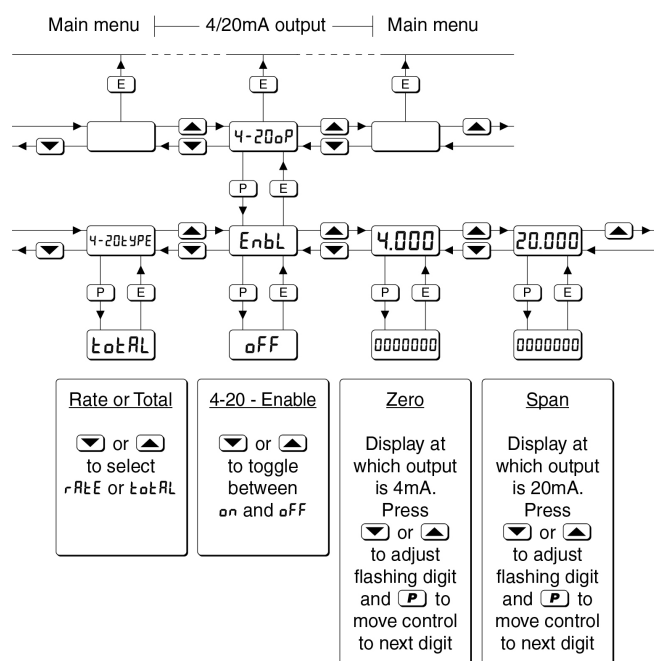 Main menu 4/20mA output Main menu
E E E
4-20oP
P E
4-20tYPE EnbL 4.000 20.000
P E P E P E P E
totAL oFF 0000000 0000000
Rate or Total
or
to select
rAtE or totAL
4-20 - Enable
or
to toggle
between
on and oFF
Zero
Display at
which output
is 4mA.
Press
or
to adjust
flashing digit
and P to
move control
to next digit
Span
Display at
which output
is 20mA.
Press
or
to adjust
flashing digit
and P to
move control
to next digit